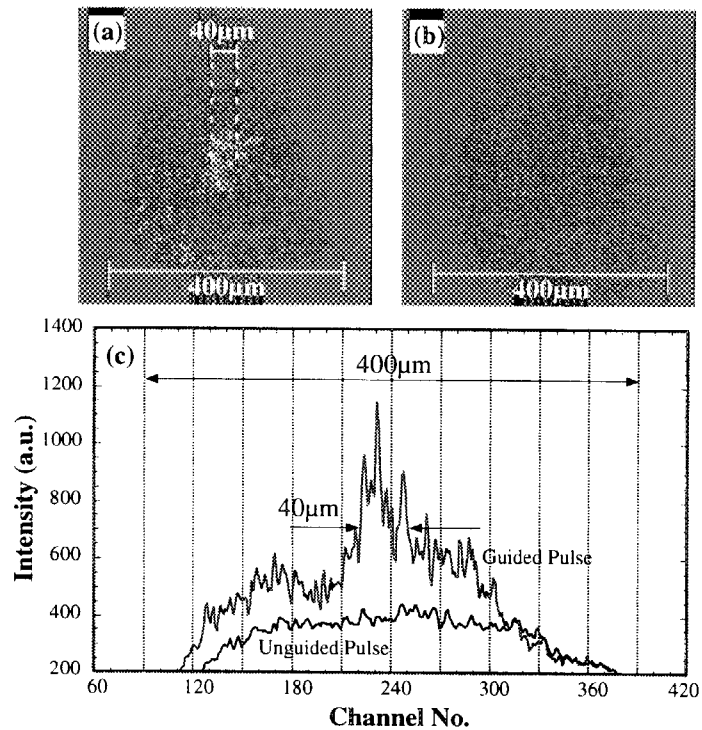 (a)
40μm
400μm
(b)
400μm
(c)
400μm
40μm
Guided Pulse
Unguided Pulse
Intensity (a.u.)
1400
1200
1000
800
600
400
200
60 120 180 240 300 360 420
Channel No.